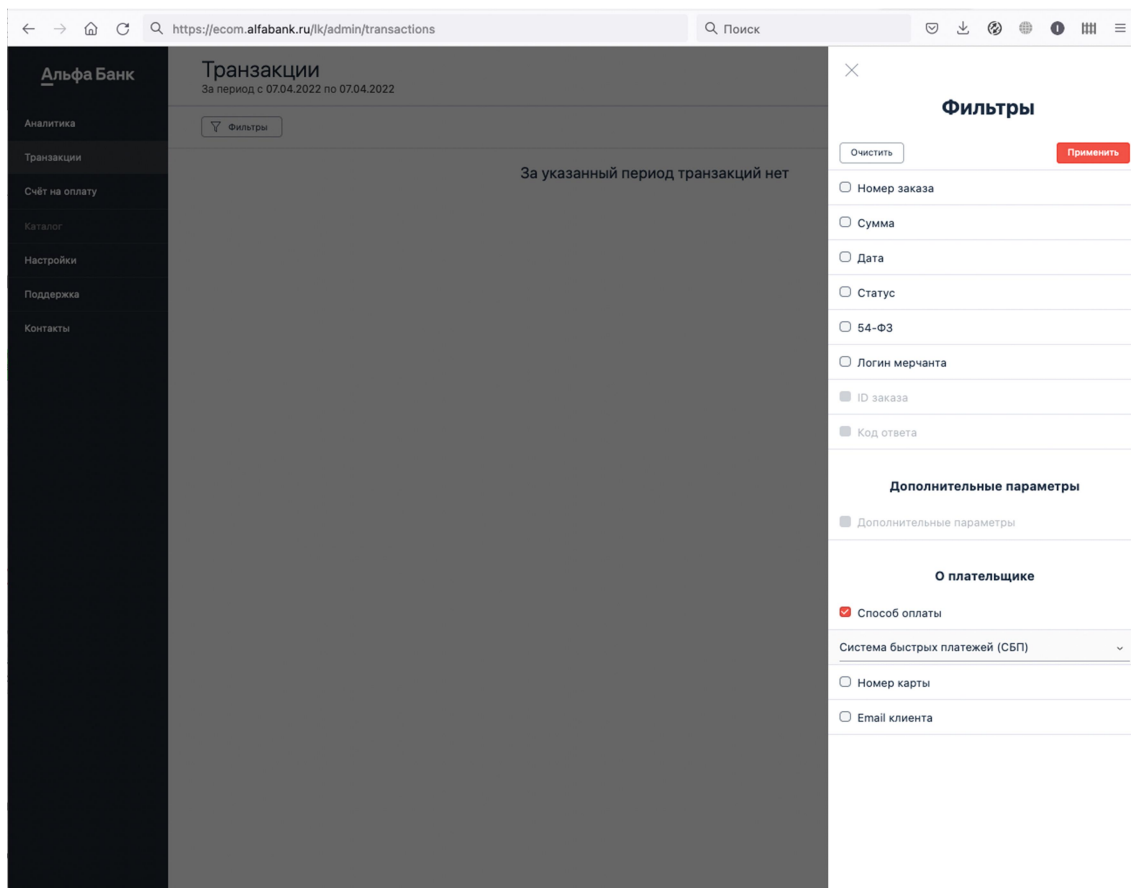 https://ecom.alfabank.ru/lk/admin/transactions
Поиск
Альфа Банк
Аналитика
Транзакции
Счёт на оплату
Каталог
Настройки
Поддержка
Контакты
Транзакции
За период с 07.04.2022 по 07.04.2022
Фильтры
За указанный период транзакций нет
Фильтры
Очистить
Применить
Номер заказа
Сумма
Дата
Статус
54-ФЗ
Логин мерчанта
ID заказа
Код ответа
Дополнительные параметры
Дополнительные параметры
О плательщике
Способ оплаты
Система быстрых платежей (СБП)
Номер карты
Email клиента